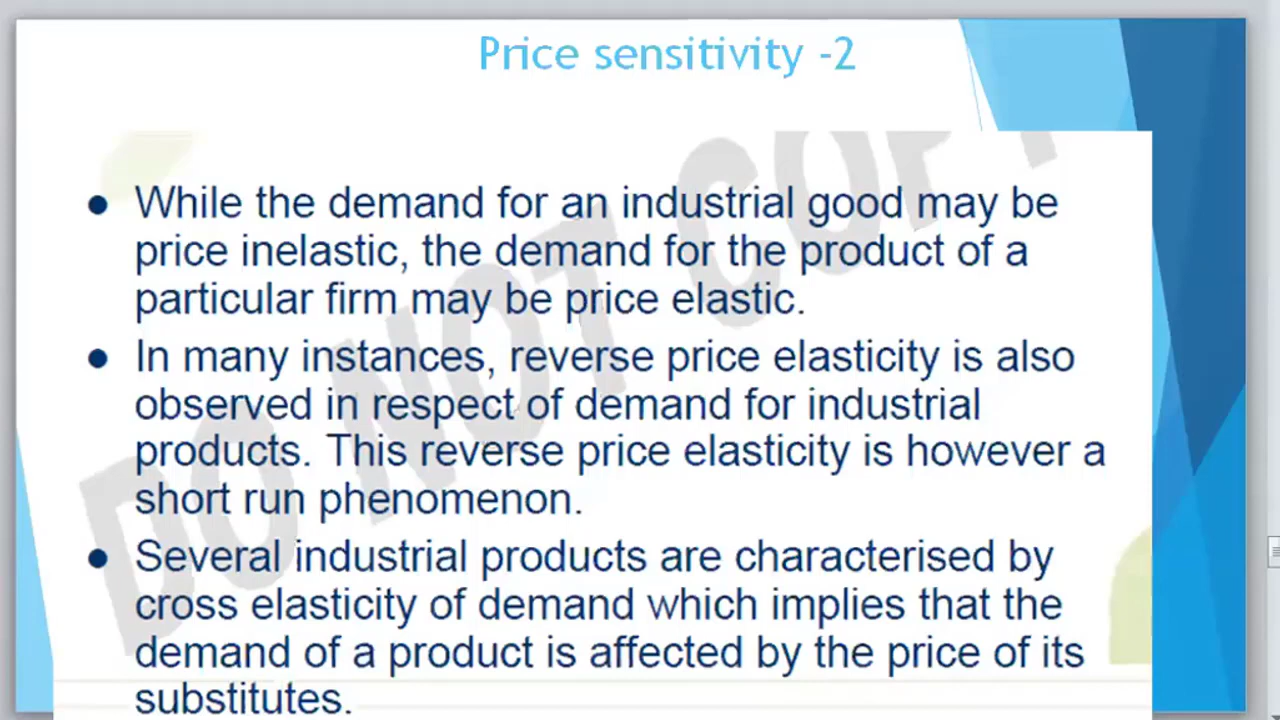 Price sensitivity -2
● While the demand for an industrial good may be
price inelastic, the demand for the product of a
particular firm may be price elastic.
● In many instances, reverse price elasticity is also
observed in respect of demand for industrial
products. This reverse price elasticity is however a
short run phenomenon.
● Several industrial products are characterised by
cross elasticity of demand which implies that the
demand of a product is affected by the price of its
substitutes.
DO NOT COPY